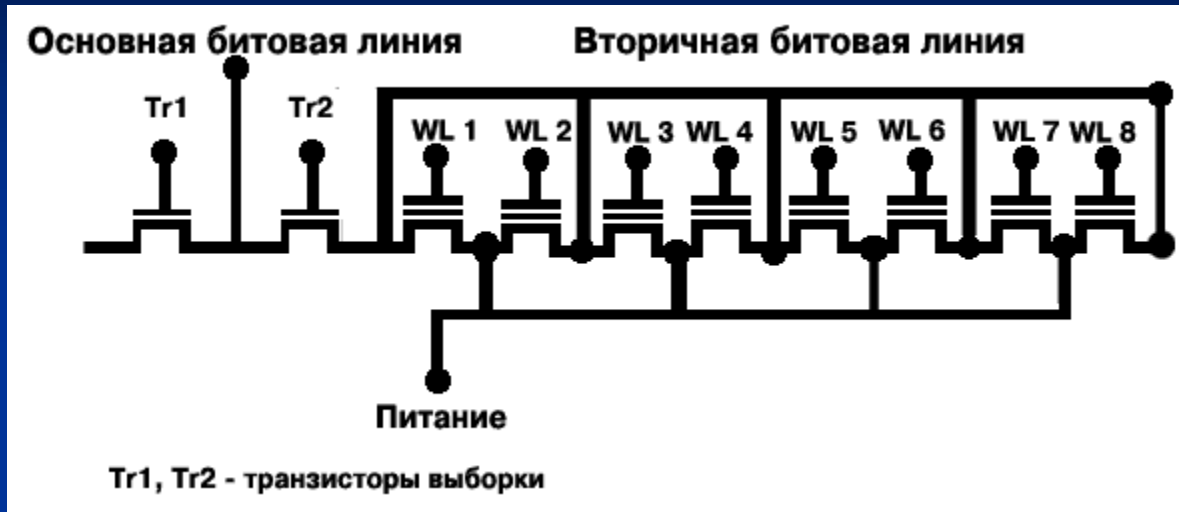 Основная битовая линия
Вторичная битовая линия
Tr1
Tr2
WL 1
WL 2
WL 3
WL 4
WL 5
WL 6
WL 7
WL 8
Питание
Tr1, Tr2 - транзисторы выборки